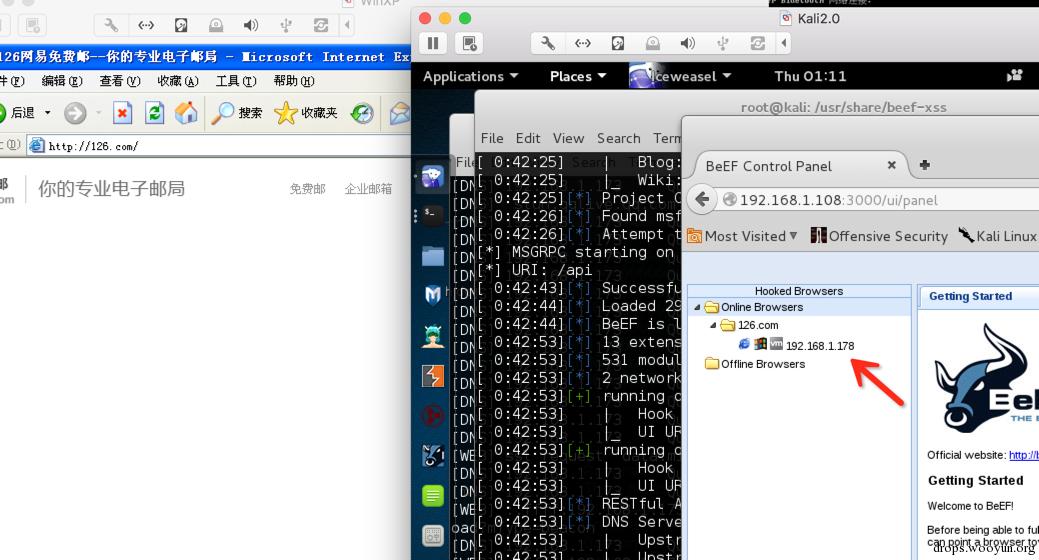 WinXP
Bluetooth 网络连接:
126网易免费邮--你的专业电子邮局 - Microsoft Internet Ex
件(F) 编辑(E) 查看(V) 收藏(A) 工具(T) 帮助(H)
后退 搜索 收藏夹
http://126.com/
邮
com
你的专业电子邮局
免费邮 企业邮箱
Kali2.0
Applications Places Iceweasel Thu 01:11
root@kali: /usr/share/beef-xss
File Edit View Search Term
[ 0:42:25] | Blog:
[ 0:42:25] |_ Wiki:
[ 0:42:25][*] Project C
[ 0:42:26][*] Found msf
[ 0:42:26][*] Attempt t
[*] MSGRPC starting on
[*] URI: /api
[ 0:42:43][*] Successfu
[ 0:42:44][*] Loaded 29
[ 0:42:44][*] BeEF is l
[ 0:42:53][*] 13 extens
[ 0:42:53][*] 531 modul
[ 0:42:53][*] 2 network
[ 0:42:53][+] running o
[ 0:42:53] | Hook
[ 0:42:53] |_ UI UR
[ 0:42:53][+] running o
[ 0:42:53] | Hook
[ 0:42:53] |_ UI UR
[ 0:42:53][*] RESTful A
[ 0:42:53][*] DNS Serve
[ 0:42:53] | Upstr
[ 0:42:53] | Upstr
BeEF Control Panel
192.168.1.108:3000/ui/panel
Most Visited Offensive Security Kali Linux
Hooked Browsers
Online Browsers
126.com
192.168.1.178
Offline Browsers
Getting Started
BeE
THE B
Official website: http://b
Getting Started
Welcome to BeEF!
Before being able to ful
can point a browser tov
drops.wooyun.org